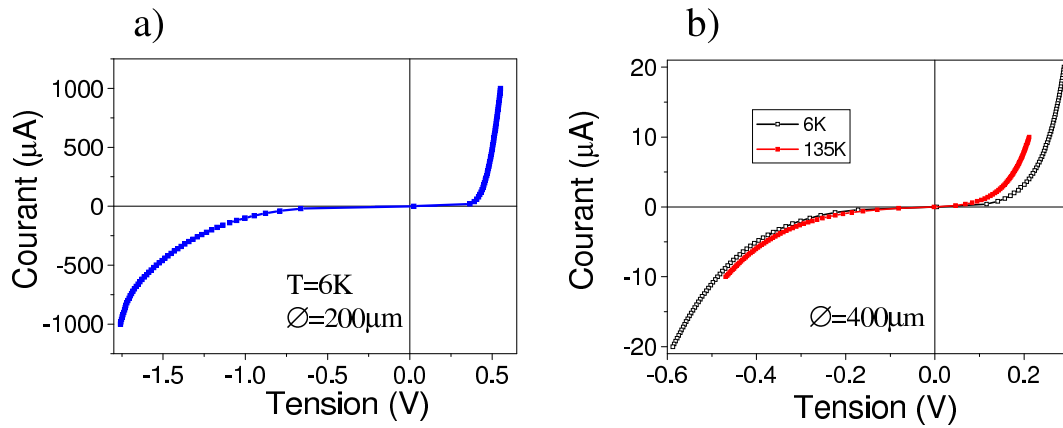 a)
Courant (μA)
1000
500
0
-500
-1000
T=6K
∅=200μm
-1.5
-1.0
-0.5
0.0
0.5
Tension (V)
b)
Courant (μA)
20
10
0
-10
-20
6K
135K
∅=400μm
-0.6
-0.4
-0.2
0.0
0.2
Tension (V)